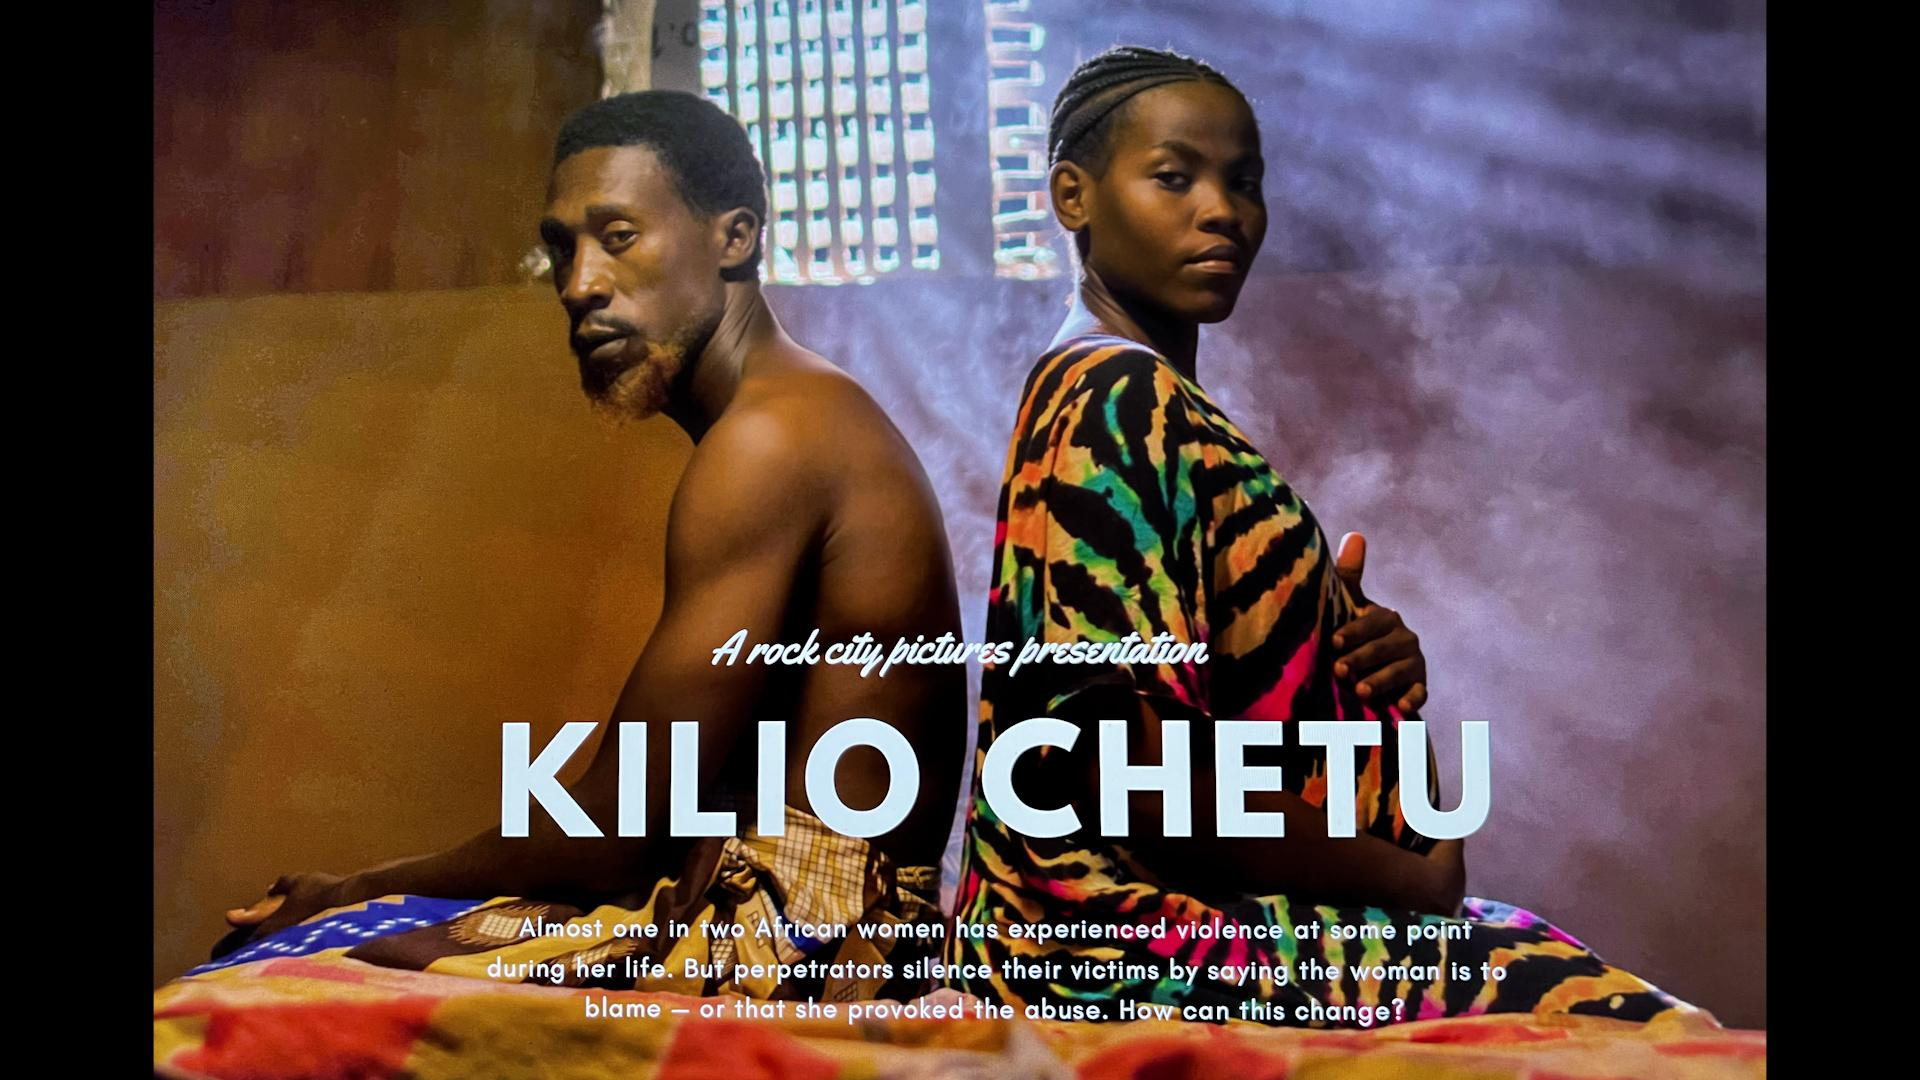 A rock city pictures presentation
KILIO CHETU
Almost one in two African women has experienced violence at some point
during her life. But perpetrators silence their victims by saying the woman is to
blame – or that she provoked the abuse. How can this change?